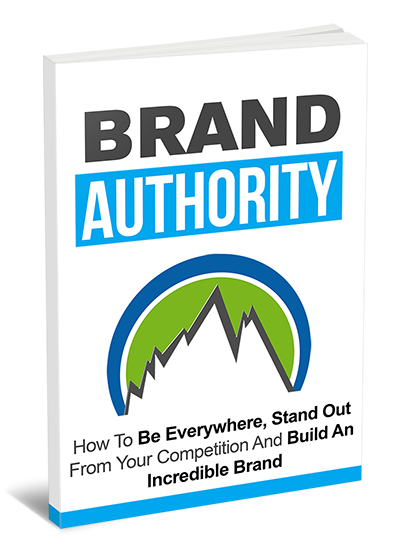 BRAND
AUTHORITY
How To Be Everywhere, Stand Out
From Your Competition And Build An
Incredible Brand